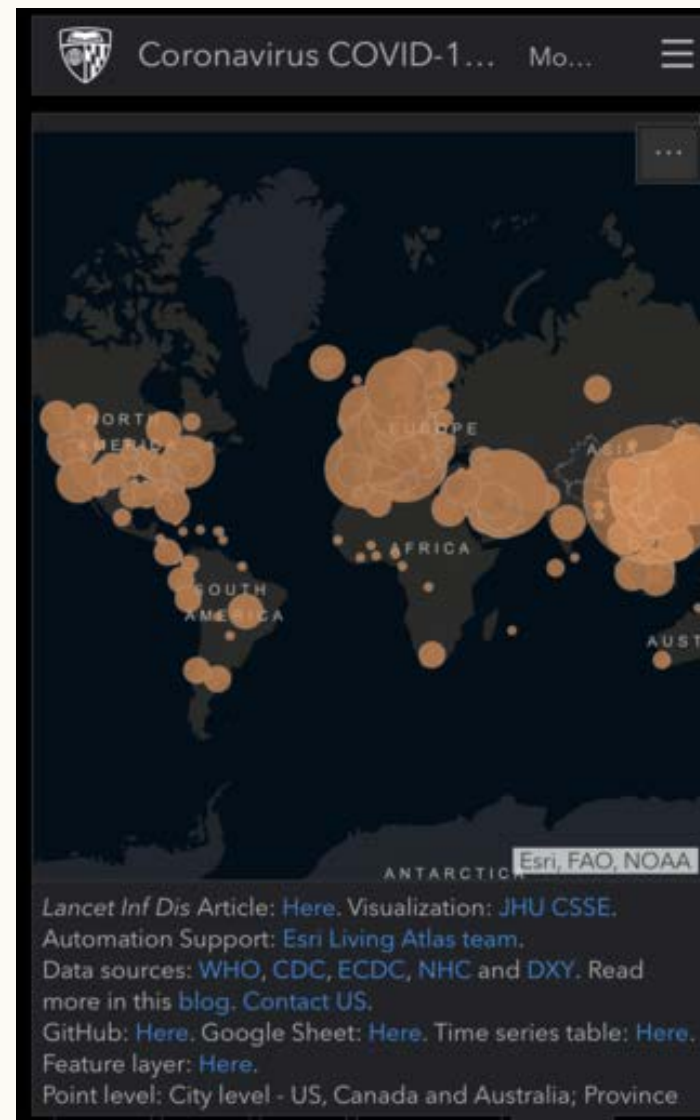 Coronavirus COVID-1... Mo...
...
NORTH
AMERICA
EUROPE
ASIA
AFRICA
SOUTH
AMERICA
AUST
Esri, FAO, NOAA
ANTARCTICA
Lancet Inf Dis Article: Here. Visualization: JHU CSSE.
Automation Support: Esri Living Atlas team.
Data sources: WHO, CDC, ECDC, NHC and DXY. Read
more in this blog. Contact US.
GitHub: Here. Google Sheet: Here. Time series table: Here.
Feature layer: Here.
Point level: City level - US, Canada and Australia; Province